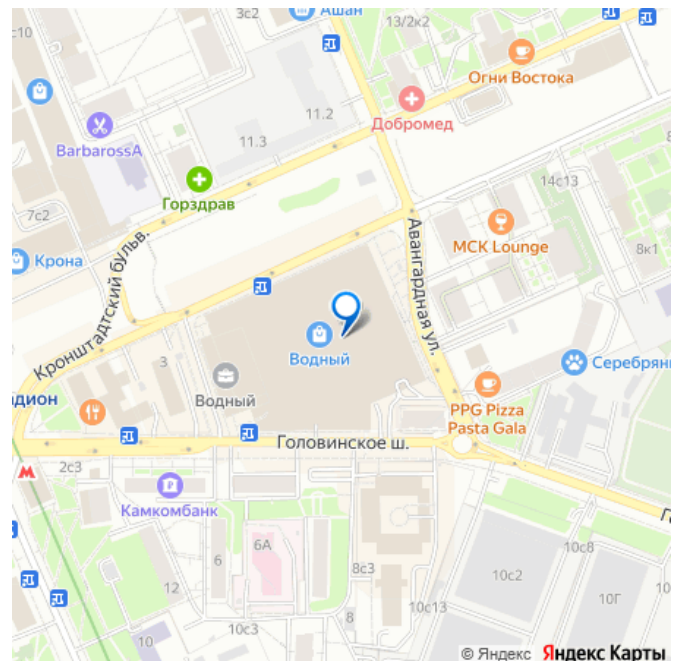 с10
3с2
Ашан
13/2к2
Огни Востока
11.2
Добромед
BarbarossA
11.3
Горздрав
14с13
7с2
МСК Lounge
8к1
Крона
Кронштадтский бульв.
Авангардная ул.
Водный
3
Серебрян
дион
Водный
PPG Pizza
Pasta Gala
Головинское ш.
2с3
Камкомбанк
6А
6
8с3
10с8
12
10с2
10Г
10
8
10с13
10с3
10
© Яндекс Яндекс Карты